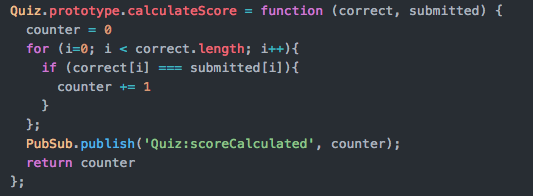 Quiz.prototype.calculateScore = function (correct, submitted) {
  counter = 0
  for (i=0; i < correct.length; i++){
    if (correct[i] === submitted[i]){
      counter += 1
    }
  };
  PubSub.publish('Quiz:scoreCalculated', counter);
  return counter
};